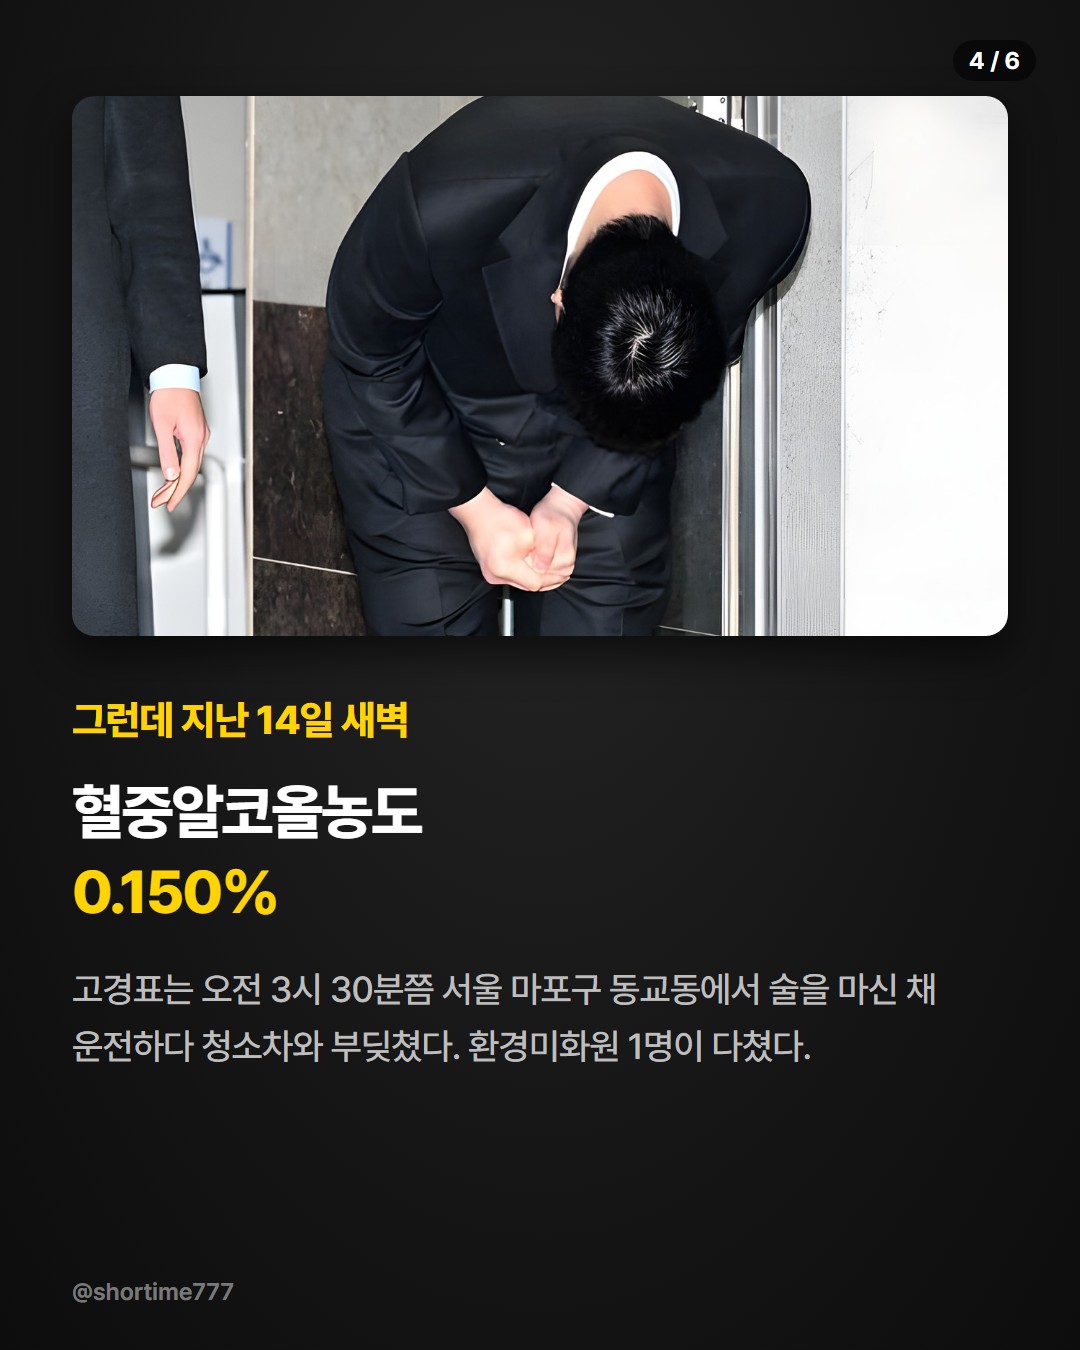 4 / 6
그런데 지난 14일 새벽
혈중알코올농도
0.150%
고경표는 오전 3시 30분쯤 서울 마포구 동교동에서 술을 마신 채
운전하다 청소차와 부딪쳤다. 환경미화원 1명이 다쳤다.
@shortime777